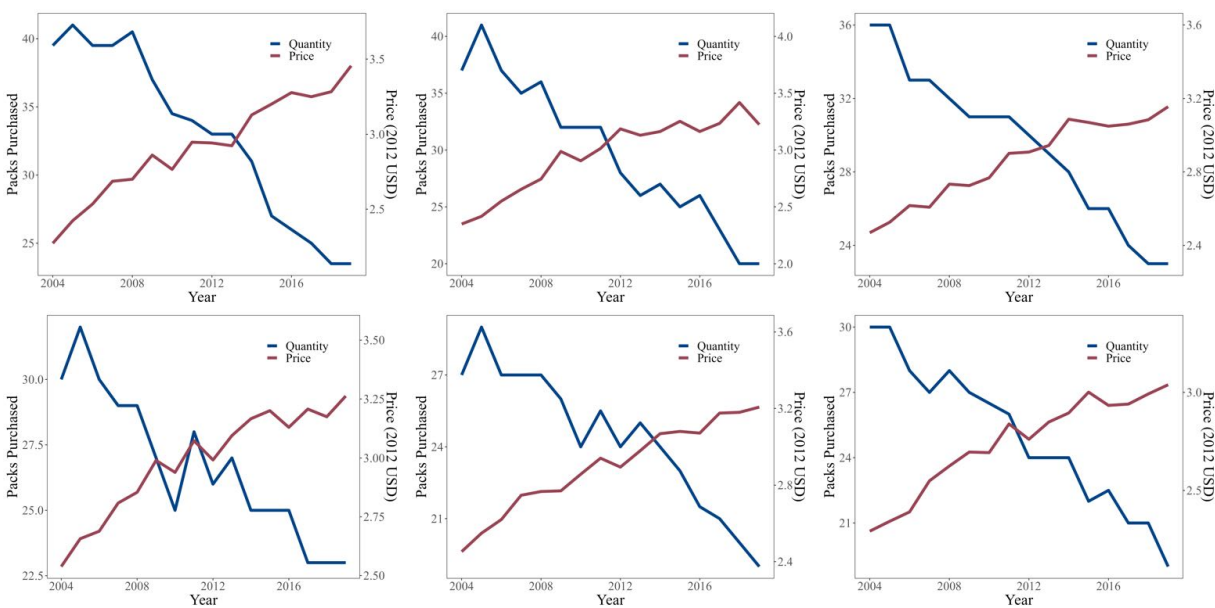 Quantity
Price
40
35
30
25
3.5
3.0
2.5
Packs Purchased
Price (2012 USD)
2004 2008 2012 2016
Year
Quantity
Price
40
35
30
25
20
4.0
3.5
3.0
2.5
2.0
Packs Purchased
Price (2012 USD)
2004 2008 2012 2016
Year
Quantity
Price
36
32
28
24
3.6
3.2
2.8
2.4
Packs Purchased
Price (2012 USD)
2004 2008 2012 2016
Year
Quantity
Price
30.0
27.5
25.0
22.5
3.50
3.25
3.00
2.75
2.50
Packs Purchased
Price (2012 USD)
2004 2008 2012 2016
Year
Quantity
Price
27
24
21
3.6
3.2
2.8
2.4
Packs Purchased
Price (2012 USD)
2004 2008 2012 2016
Year
Quantity
Price
30
27
24
21
3.0
2.5
Packs Purchased
Price (2012 USD)
2004 2008 2012 2016
Year